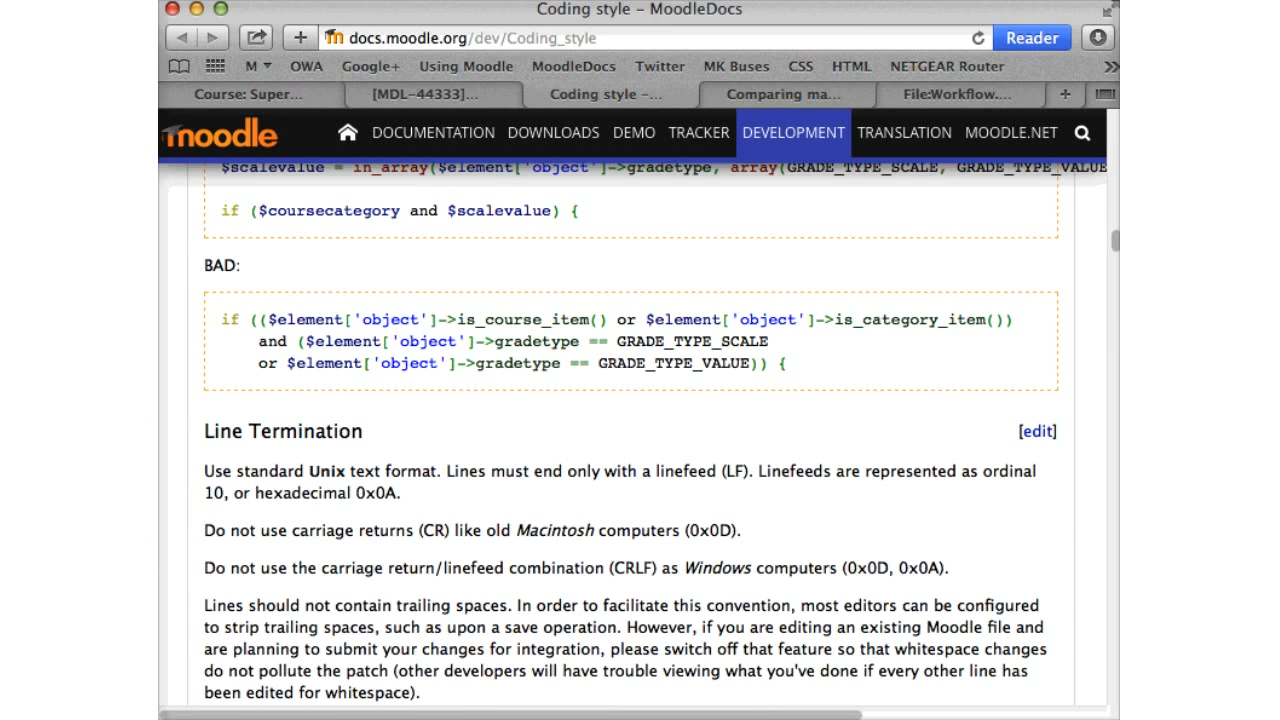 Coding style – MoodleDocs
docs.moodle.org/dev/Coding_style
Reader
M OWA Google+ Using Moodle MoodleDocs Twitter MK Buses CSS HTML NETGEAR Router
Course: Super... [MDL-44333]... Coding style –... Comparing ma... File:Workflow....
moodle DOCUMENTATION DOWNLOADS DEMO TRACKER DEVELOPMENT TRANSLATION MOODLE.NET
$scalevalue = in_array($element['object']->gradetype, array(GRADE_TYPE_SCALE, GRADE_TYPE_VALUE
if ($coursecategory and $scalevalue) {
BAD:
if (($element['object']->is_course_item() or $element['object']->is_category_item())
and ($element['object']->gradetype == GRADE_TYPE_SCALE
or $element['object']->gradetype == GRADE_TYPE_VALUE)) {
Line Termination [edit]
Use standard Unix text format. Lines must end only with a linefeed (LF). Linefeeds are represented as ordinal
10, or hexadecimal 0x0A.
Do not use carriage returns (CR) like old Macintosh computers (0x0D).
Do not use the carriage return/linefeed combination (CRLF) as Windows computers (0x0D, 0x0A).
Lines should not contain trailing spaces. In order to facilitate this convention, most editors can be configured
to strip trailing spaces, such as upon a save operation. However, if you are editing an existing Moodle file and
are planning to submit your changes for integration, please switch off that feature so that whitespace changes
do not pollute the patch (other developers will have trouble viewing what you've done if every other line has
been edited for whitespace).